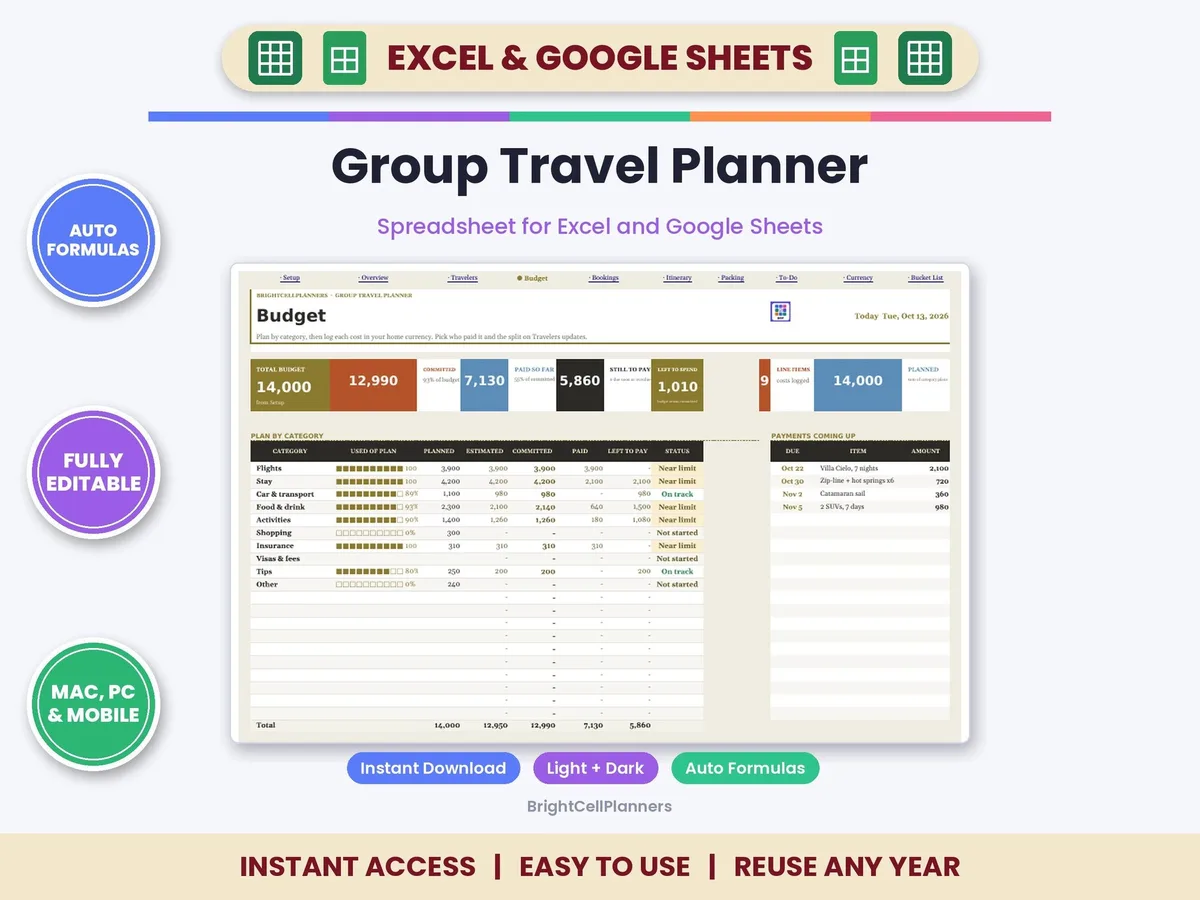 EXCEL & GOOGLE SHEETS
Group Travel Planner
Spreadsheet for Excel and Google Sheets
AUTO
FORMULAS
FULLY
EDITABLE
MAC, PC
& MOBILE
· Setup · Overview · Travelers ● Budget · Bookings · Itinerary · Packing · To-Do · Currency · Bucket List
BRIGHTCELLPLANNERS · GROUP TRAVEL PLANNER
Budget
Today Tue, Oct 13, 2026
Plan by category, then log each cost in your home currency. Pick who paid it and the split on Travelers updates.
TOTAL BUDGET
14,000
from Setup
12,990
COMMITTED
93% of budget
7,130
PAID SO FAR
55% of committed
5,860
STILL TO PAY
LEFT TO SPEND
1,010
9
LINE ITEMS
costs logged
14,000
PLANNED
PLAN BY CATEGORY
CATEGORY USED OF PLAN PLANNED ESTIMATED COMMITTED PAID LEFT TO PAY STATUS
Flights ■■■■■■■■■■ 100 3,900 3,900 3,900 3,900 - Near limit
Stay ■■■■■■■■■■ 100 4,200 4,200 4,200 2,100 2,100 Near limit
Car & transport ■■■■■■■■■□ 89% 1,100 980 980 - 980 On track
Food & drink ■■■■■■■■■□ 93% 2,300 2,100 2,140 640 1,500 Near limit
Activities ■■■■■■■■■□ 90% 1,400 1,260 1,260 180 1,080 Near limit
Shopping □□□□□□□□□□ 0% 300 - - - - Not started
Insurance ■■■■■■■■■■ 100 310 310 310 310 - Near limit
Visas & fees - - - - Not started
Tips ■■■■■■■■□□ 80% 250 200 200 - 200 On track
Other □□□□□□□□□□ 0% 240 - - - - Not started
Total 14,000 12,950 12,990 7,130 5,860
PAYMENTS COMING UP
DUE ITEM AMOUNT
Oct 22 Villa Cielo, 7 nights 2,100
Oct 30 Zip-line + hot springs x6 720
Nov 2 Catamaran sail 360
Nov 5 2 SUVs, 7 days 980
Instant Download
Light + Dark
Auto Formulas
BrightCellPlanners
INSTANT ACCESS | EASY TO USE | REUSE ANY YEAR